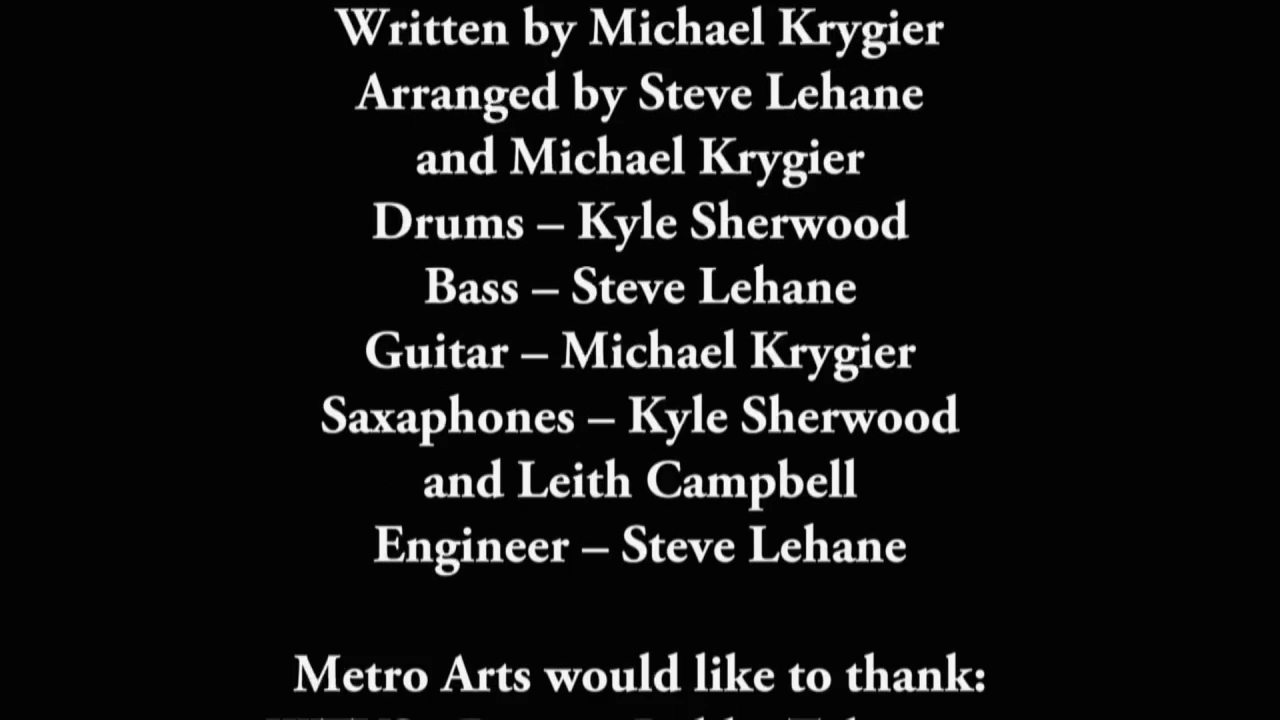 Written by Michael Krygier
Arranged by Steve Lehane
and Michael Krygier
Drums – Kyle Sherwood
Bass – Steve Lehane
Guitar – Michael Krygier
Saxaphones – Kyle Sherwood
and Leith Campbell
Engineer – Steve Lehane
Metro Arts would like to thank: